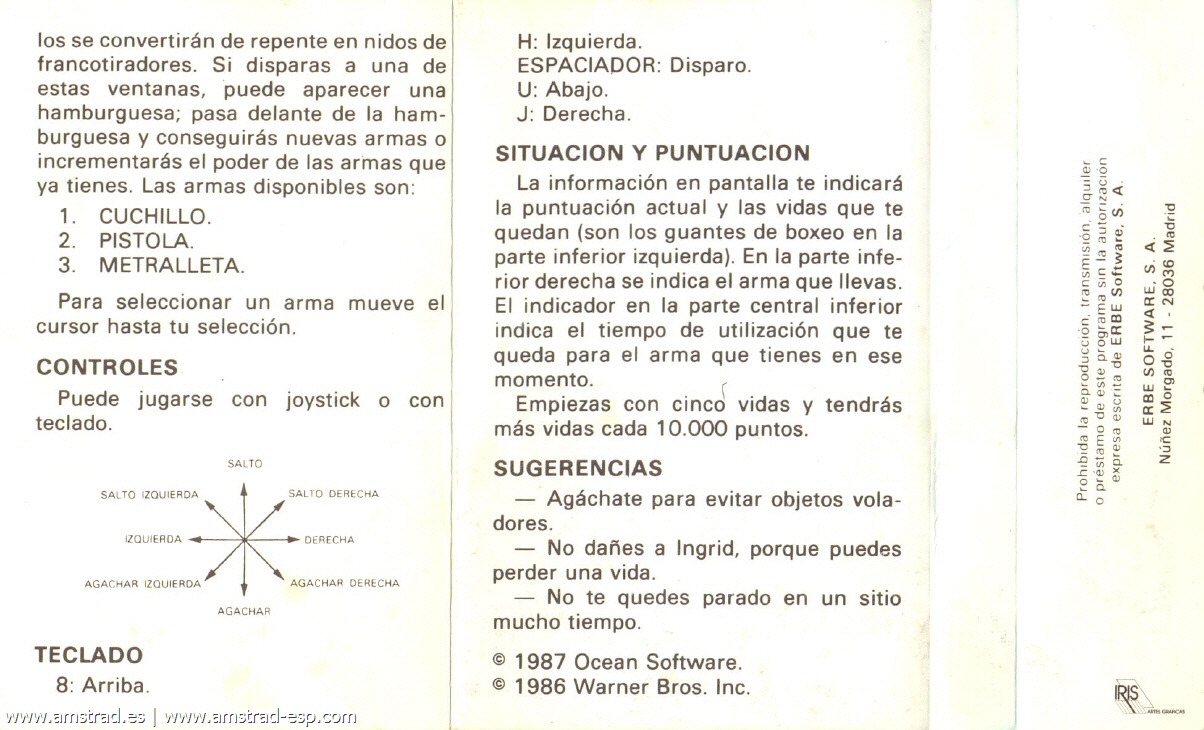 los se convertirán de repente en nidos de
francotiradores. Si disparas a una de
estas ventanas, puede aparecer una
hamburguesa; pasa delante de la ham-
burguesa y conseguirás nuevas armas o
incrementarás el poder de las armas que
ya tienes. Las armas disponibles son:
1. CUCHILLO.
2. PISTOLA.
3. METRALLETA.
Para seleccionar un arma mueve el
cursor hasta tu selección.
CONTROLES
Puede jugarse con joystick o con
teclado.
SALTO
SALTO IZQUIERDA
SALTO DERECHA
IZQUIERDA
DERECHA
AGACHAR IZQUIERDA
AGACHAR DERECHA
AGACHAR
TECLADO
8: Arriba.
www.amstrad.es | www.amstrad-esp.com
H: Izquierda.
ESPACIADOR: Disparo.
U: Abajo.
J: Derecha.
SITUACION Y PUNTUACION
La información en pantalla te indicará
la puntuación actual y las vidas que te
quedan (son los guantes de boxeo en la
parte inferior izquierda). En la parte infe-
rior derecha se indica el arma que llevas.
El indicador en la parte central inferior
indica el tiempo de utilización que te
queda para el arma que tienes en ese
momento.
Empiezas con cinco vidas y tendrás
más vidas cada 10.000 puntos.
SUGERENCIAS
— Agáchate para evitar objetos vola-
dores.
— No dañes a Ingrid, porque puedes
perder una vida.
— No te quedes parado en un sitio
mucho tiempo.
© 1987 Ocean Software.
© 1986 Warner Bros. Inc.
Prohibida la reproducción, transmisión, alquiler
o préstamo de este programa sin la autorización
expresa escrita de ERBE Software, S. A.
ERBE SOFTWARE, S. A.
Núñez Morgado, 11 - 28036 Madrid
IRIS
ARTES GRAFICAS